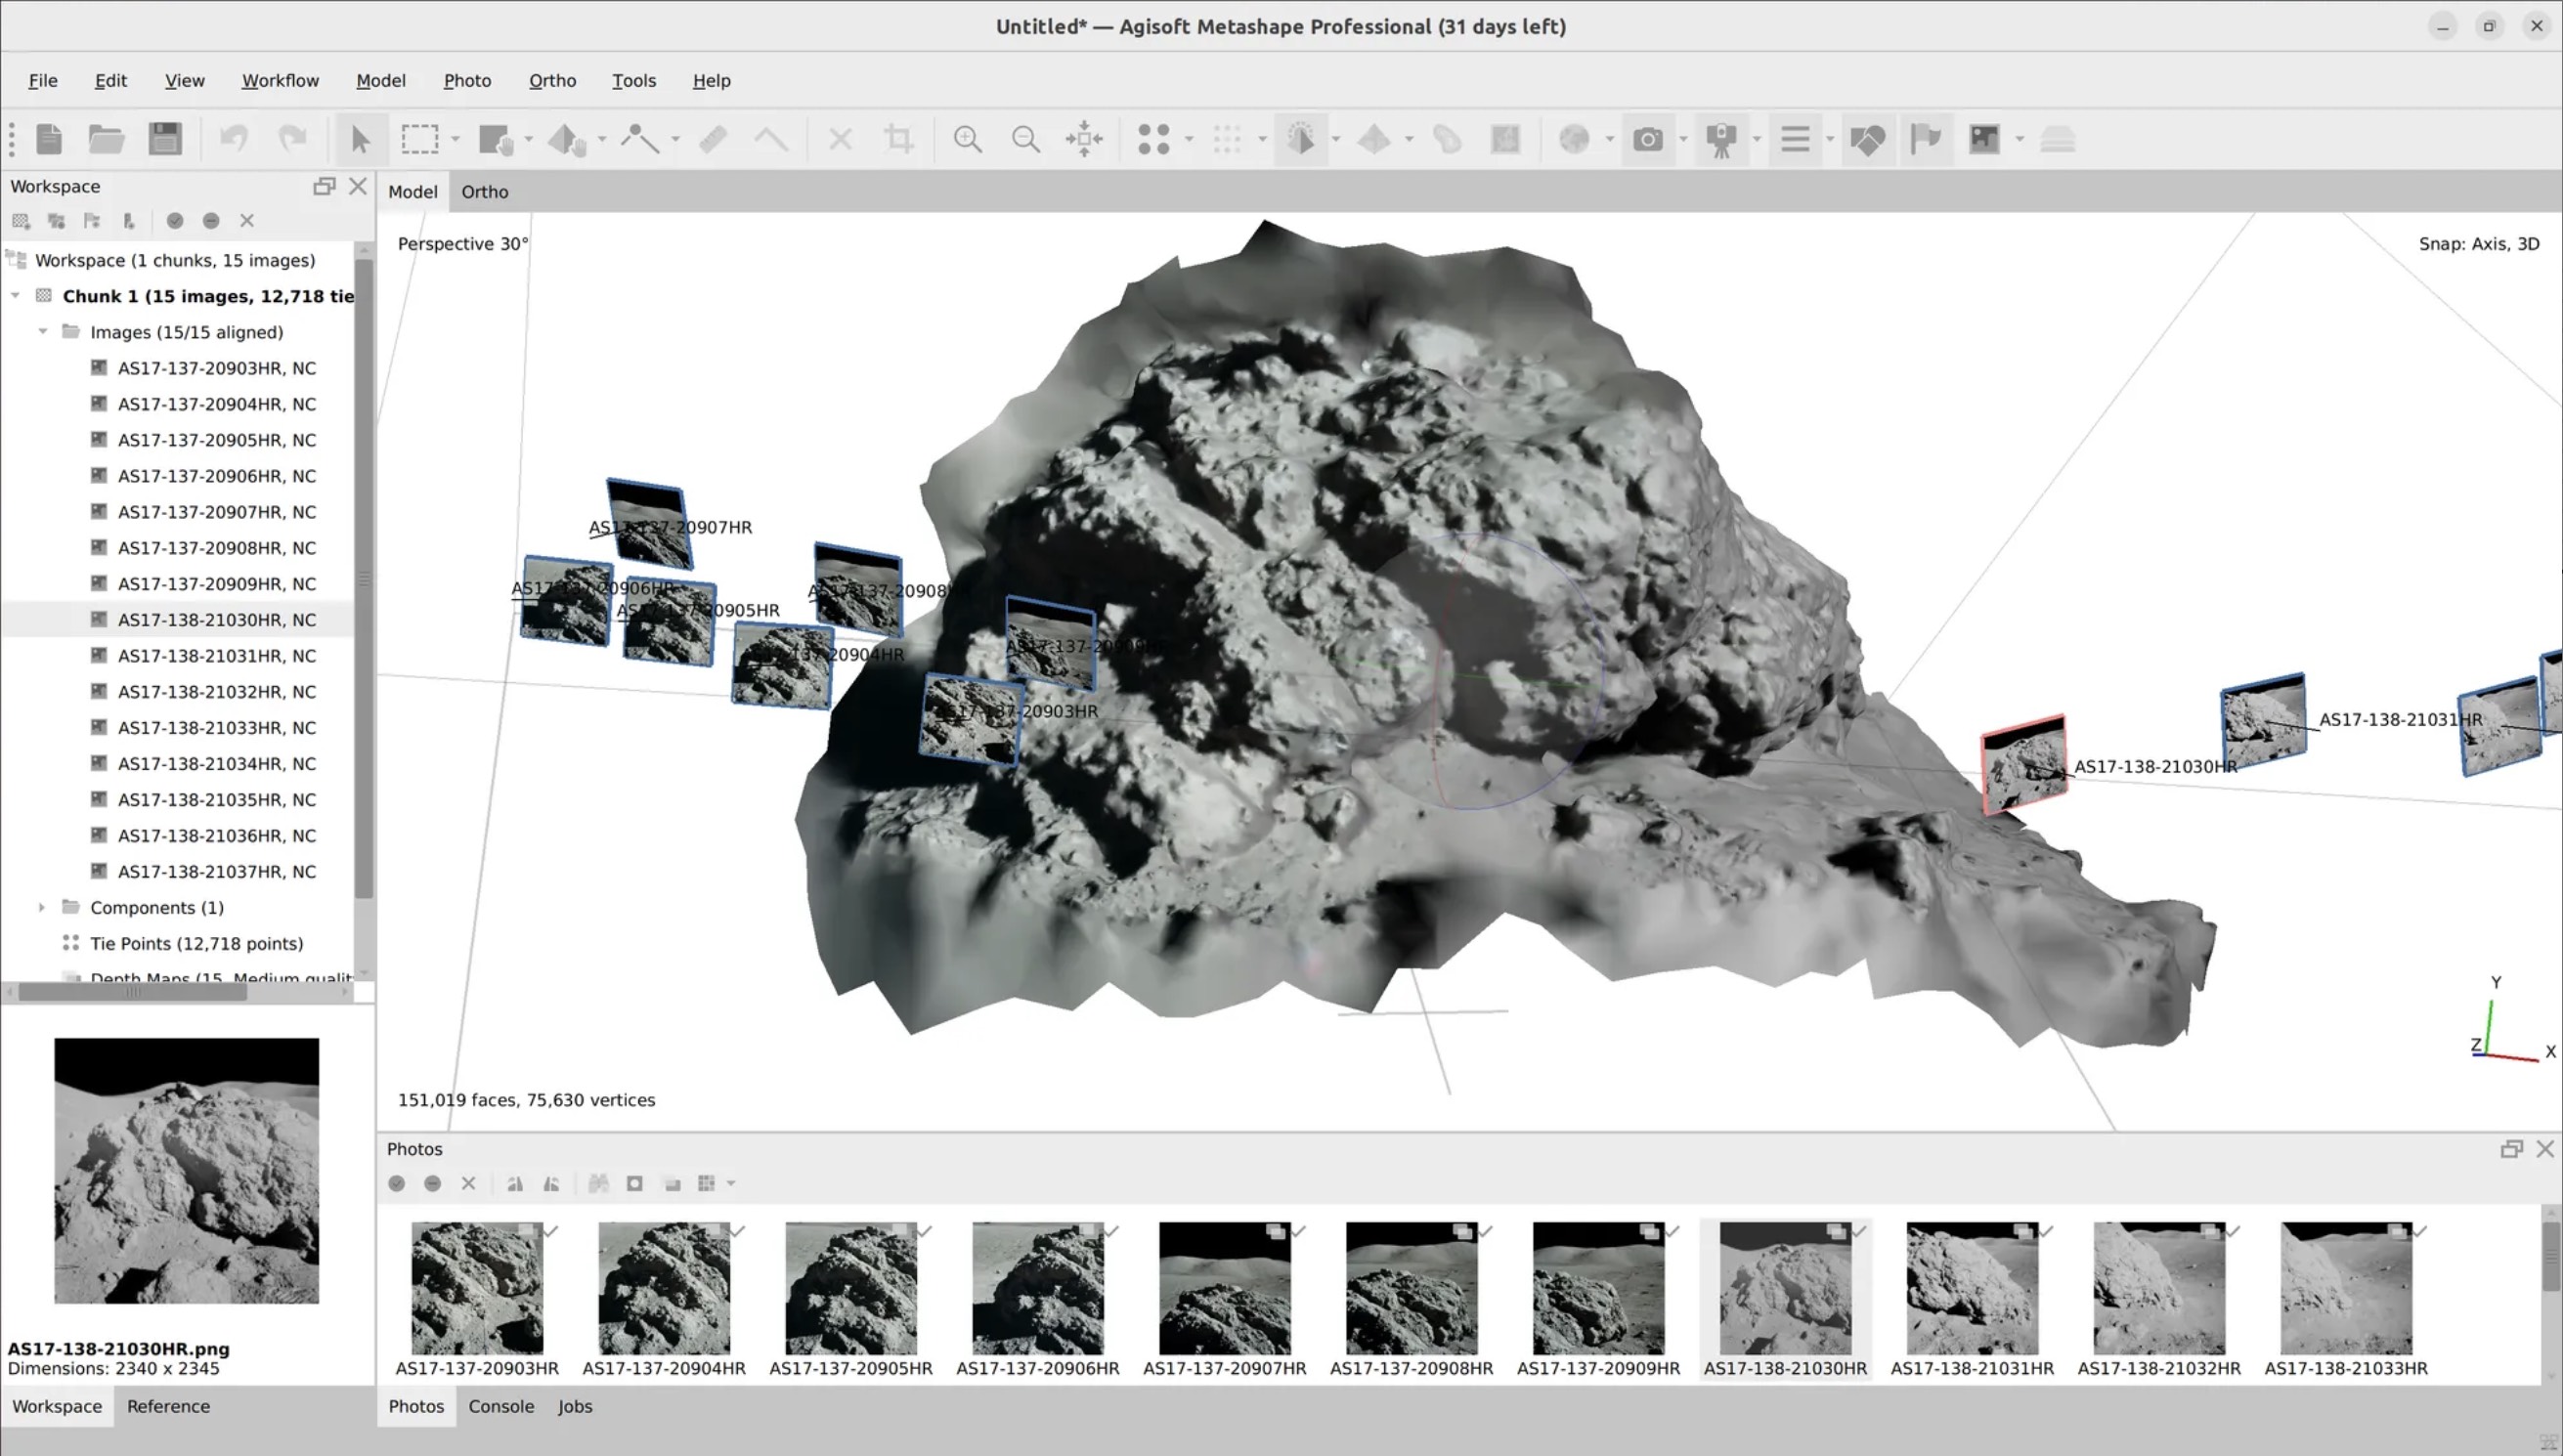 Untitled* — Agisoft Metashape Professional (31 days left)
File Edit View Workflow Model Photo Ortho Tools Help
Workspace
Model Ortho
Perspective 30°
Snap: Axis, 3D
Workspace (1 chunks, 15 images)
Chunk 1 (15 images, 12,718 tie
Images (15/15 aligned)
AS17-137-20903HR, NC
AS17-137-20904HR, NC
AS17-137-20905HR, NC
AS17-137-20906HR, NC
AS17-137-20907HR, NC
AS17-137-20908HR, NC
AS17-137-20909HR, NC
AS17-138-21030HR, NC
AS17-138-21031HR, NC
AS17-138-21032HR, NC
AS17-138-21033HR, NC
AS17-138-21034HR, NC
AS17-138-21035HR, NC
AS17-138-21036HR, NC
AS17-138-21037HR, NC
Components (1)
Tie Points (12,718 points)
Depth Maps (15, Medium qualit
AS17-137-20907HR
AS17-137-20906HR
AS17-137-20905HR
AS17-137-20908H
AS17-137-20904HR
AS17-137-20909HR
AS17-137-20903HR
AS17-138-21031HR
AS17-138-21030HR
Y
Z
X
151,019 faces, 75,630 vertices
AS17-138-21030HR.png
Dimensions: 2340 x 2345
Workspace Reference
Photos
AS17-137-20903HR AS17-137-20904HR AS17-137-20905HR AS17-137-20906HR AS17-137-20907HR AS17-137-20908HR AS17-137-20909HR AS17-138-21030HR AS17-138-21031HR AS17-138-21032HR AS17-138-21033HR
Photos Console Jobs